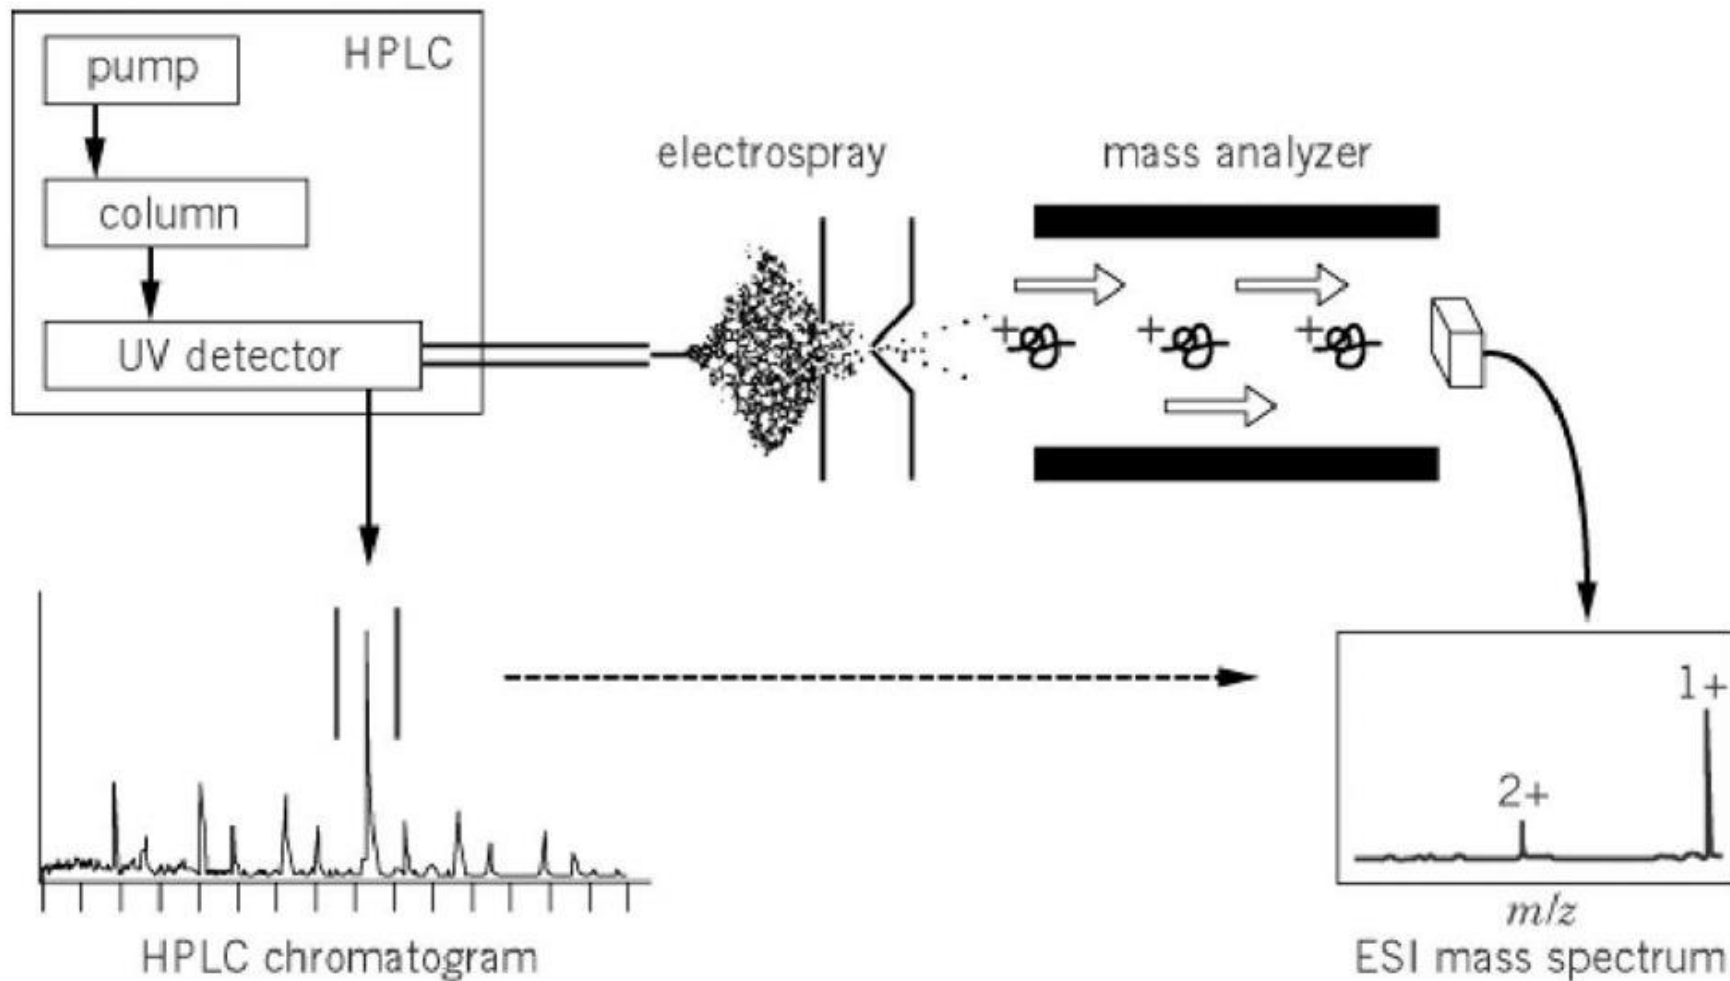 HPLC
pump
column
UV detector
electrospray
mass analyzer
+
+
+
1+
2+
m/z
HPLC chromatogram
ESI mass spectrum